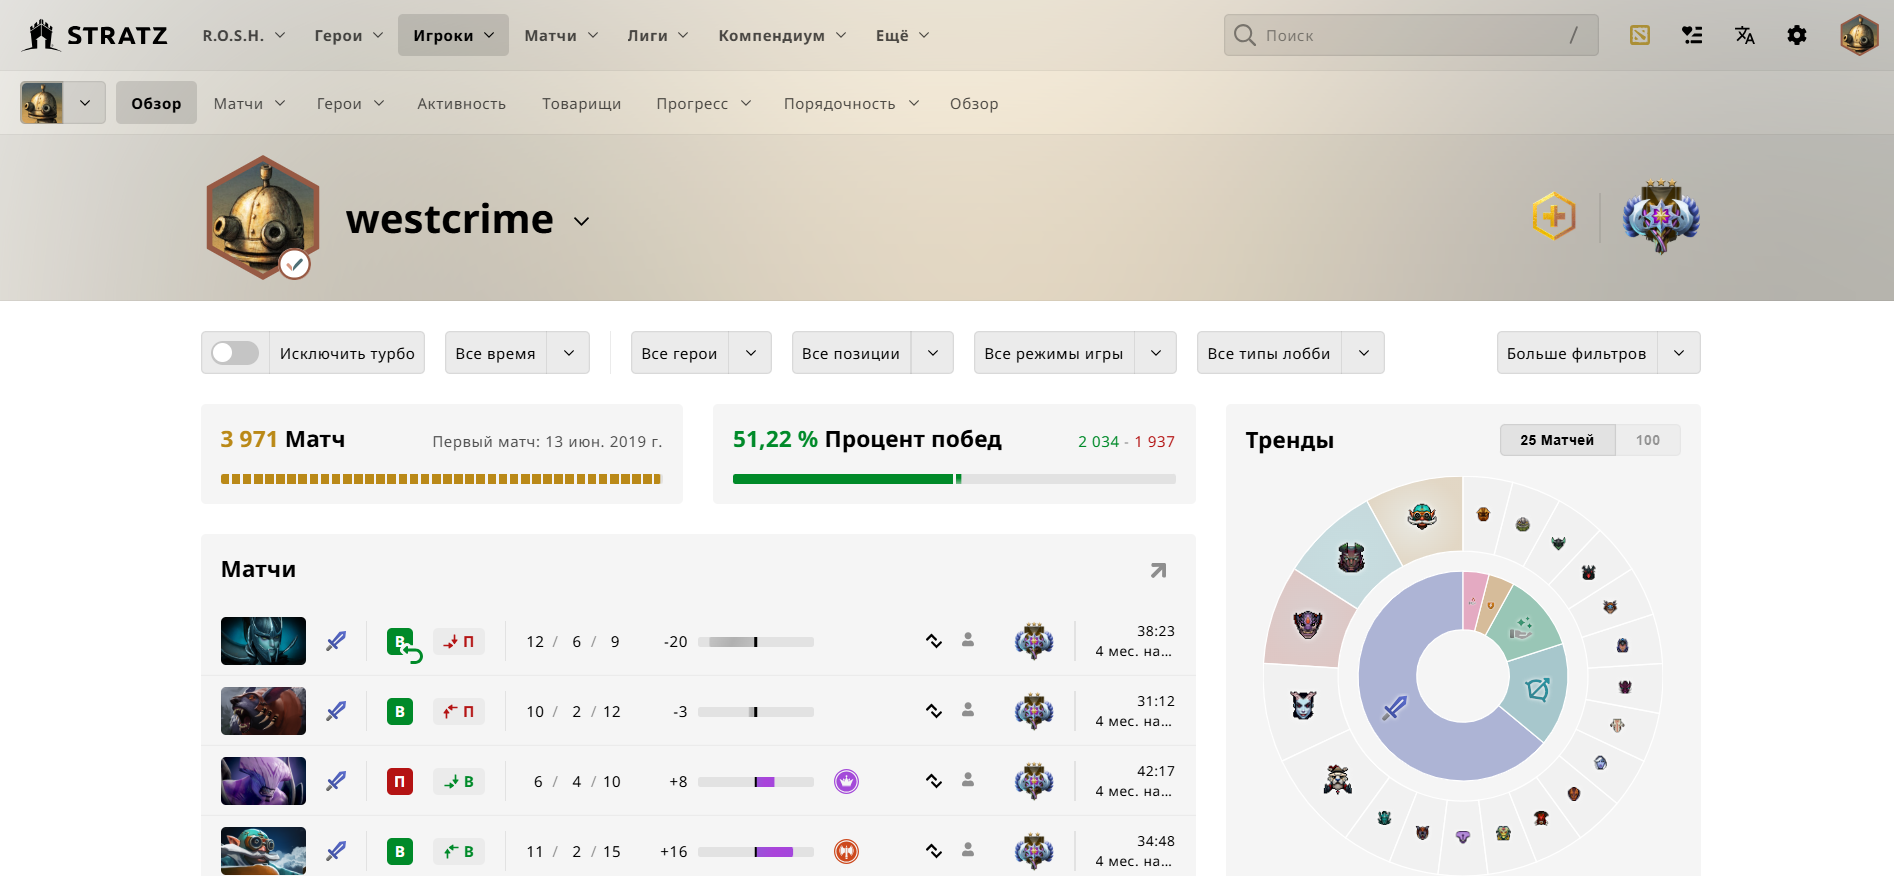 STRATZ R.O.S.H. Герои Игроки Матчи Лиги Компендиум Ещё Поиск /
Обзор Матчи Герои Активность Товарищи Прогресс Порядочность Обзор
westcrime
Исключить турбо Все время Все герои Все позиции Все режимы игры Все типы лобби Больше фильтров
3 971 Матч Первый матч: 13 июн. 2019 г.
51,22 % Процент побед 2 034 - 1 937
Тренды 25 Матчей 100
Матчи
В П 12 / 6 / 9 -20 38:23
4 мес. на...
В П 10 / 2 / 12 -3 31:12
4 мес. на...
П В 6 / 4 / 10 +8 42:17
4 мес. на...
В В 11 / 2 / 15 +16 34:48
4 мес. на...